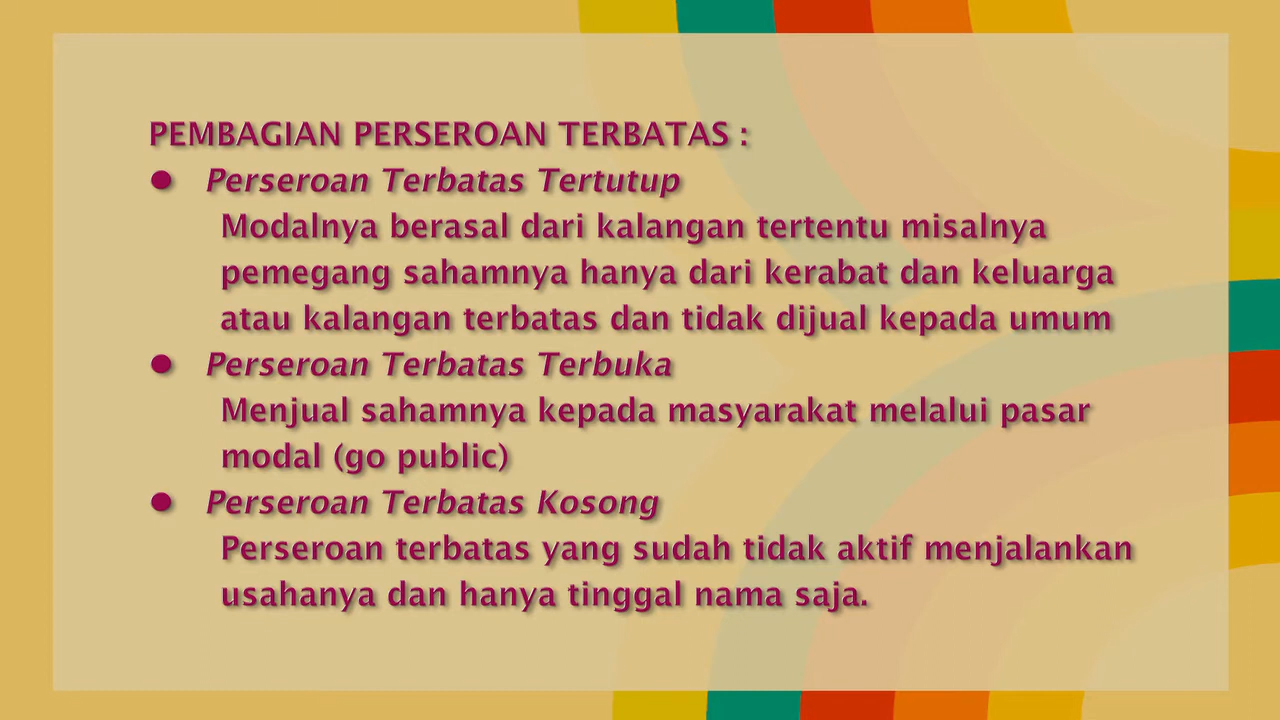 PEMBAGIAN PERSEROAN TERBATAS :
● Perseroan Terbatas Tertutup
Modalnya berasal dari kalangan tertentu misalnya
pemegang sahamnya hanya dari kerabat dan keluarga
atau kalangan terbatas dan tidak dijual kepada umum
● Perseroan Terbatas Terbuka
Menjual sahamnya kepada masyarakat melalui pasar
modal (go public)
● Perseroan Terbatas Kosong
Perseroan terbatas yang sudah tidak aktif menjalankan
usahanya dan hanya tinggal nama saja.